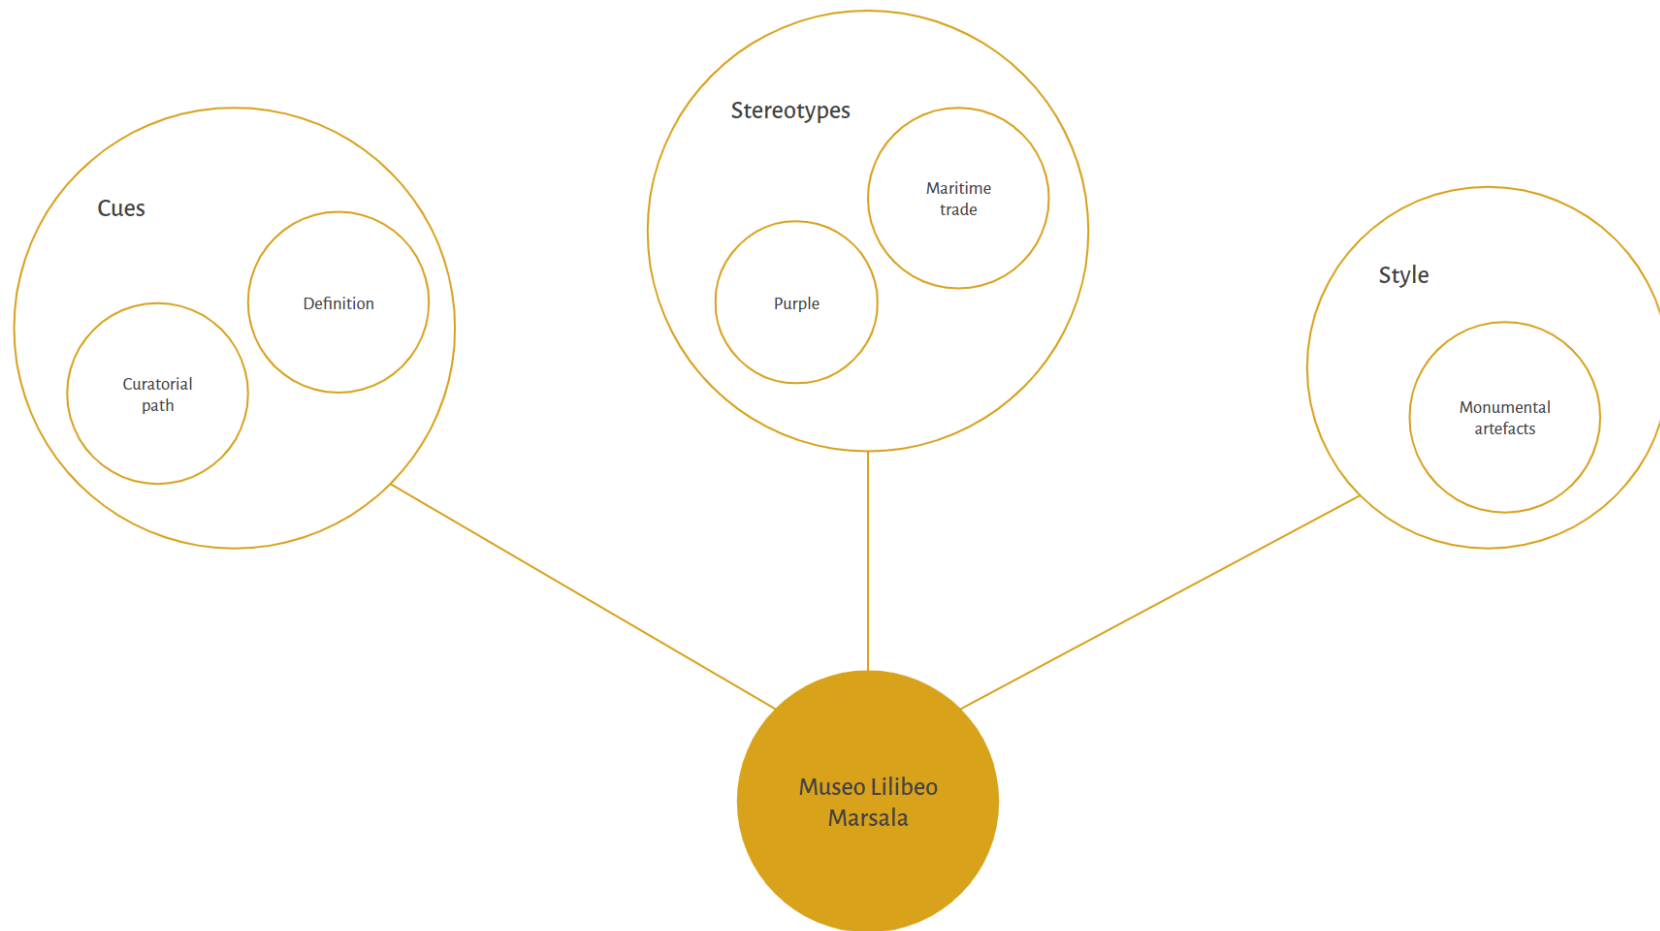 Cues
Definition
Curatorial
path
Stereotypes
Maritime
trade
Purple
Style
Monumental
artefacts
Museo Lilibeo
Marsala